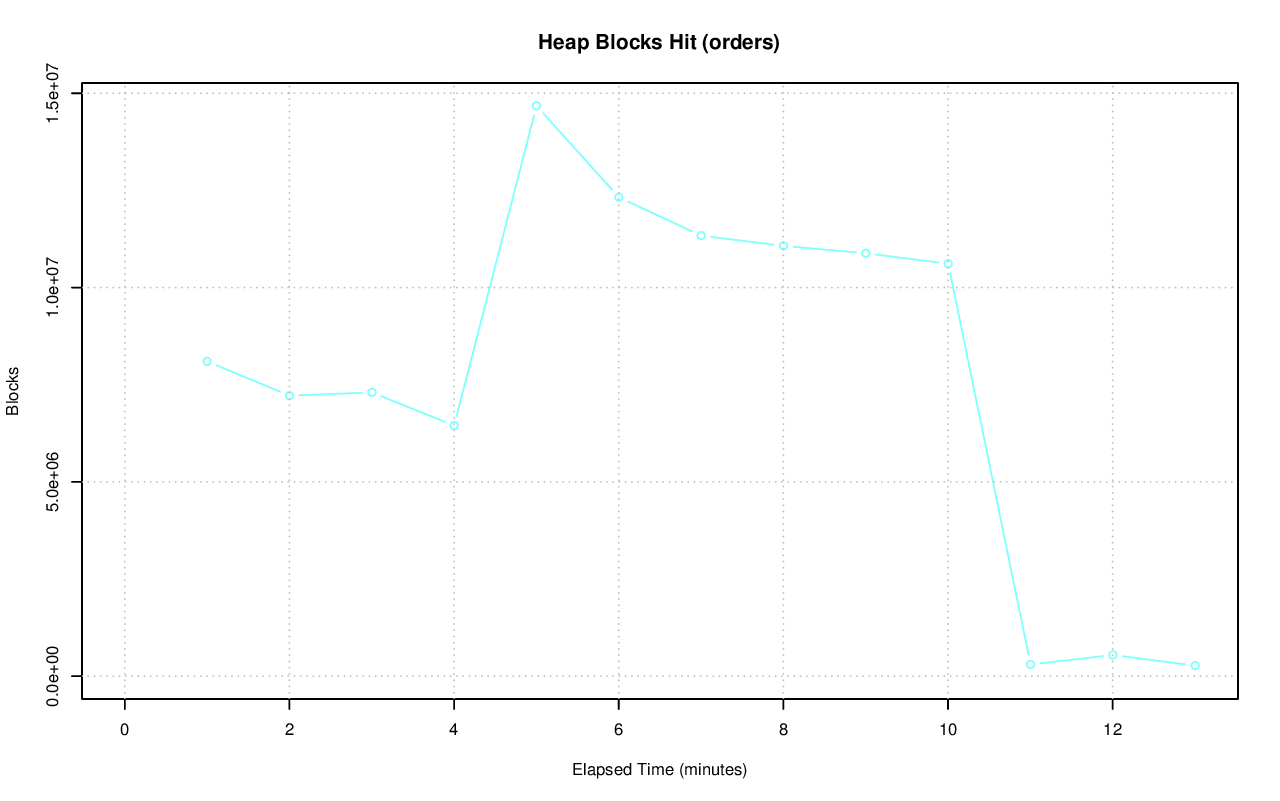 Heap Blocks Hit (orders)
1.5e+07
1.0e+07
5.0e+06
0.0e+00
Blocks
0 2 4 6 8 10 12
Elapsed Time (minutes)